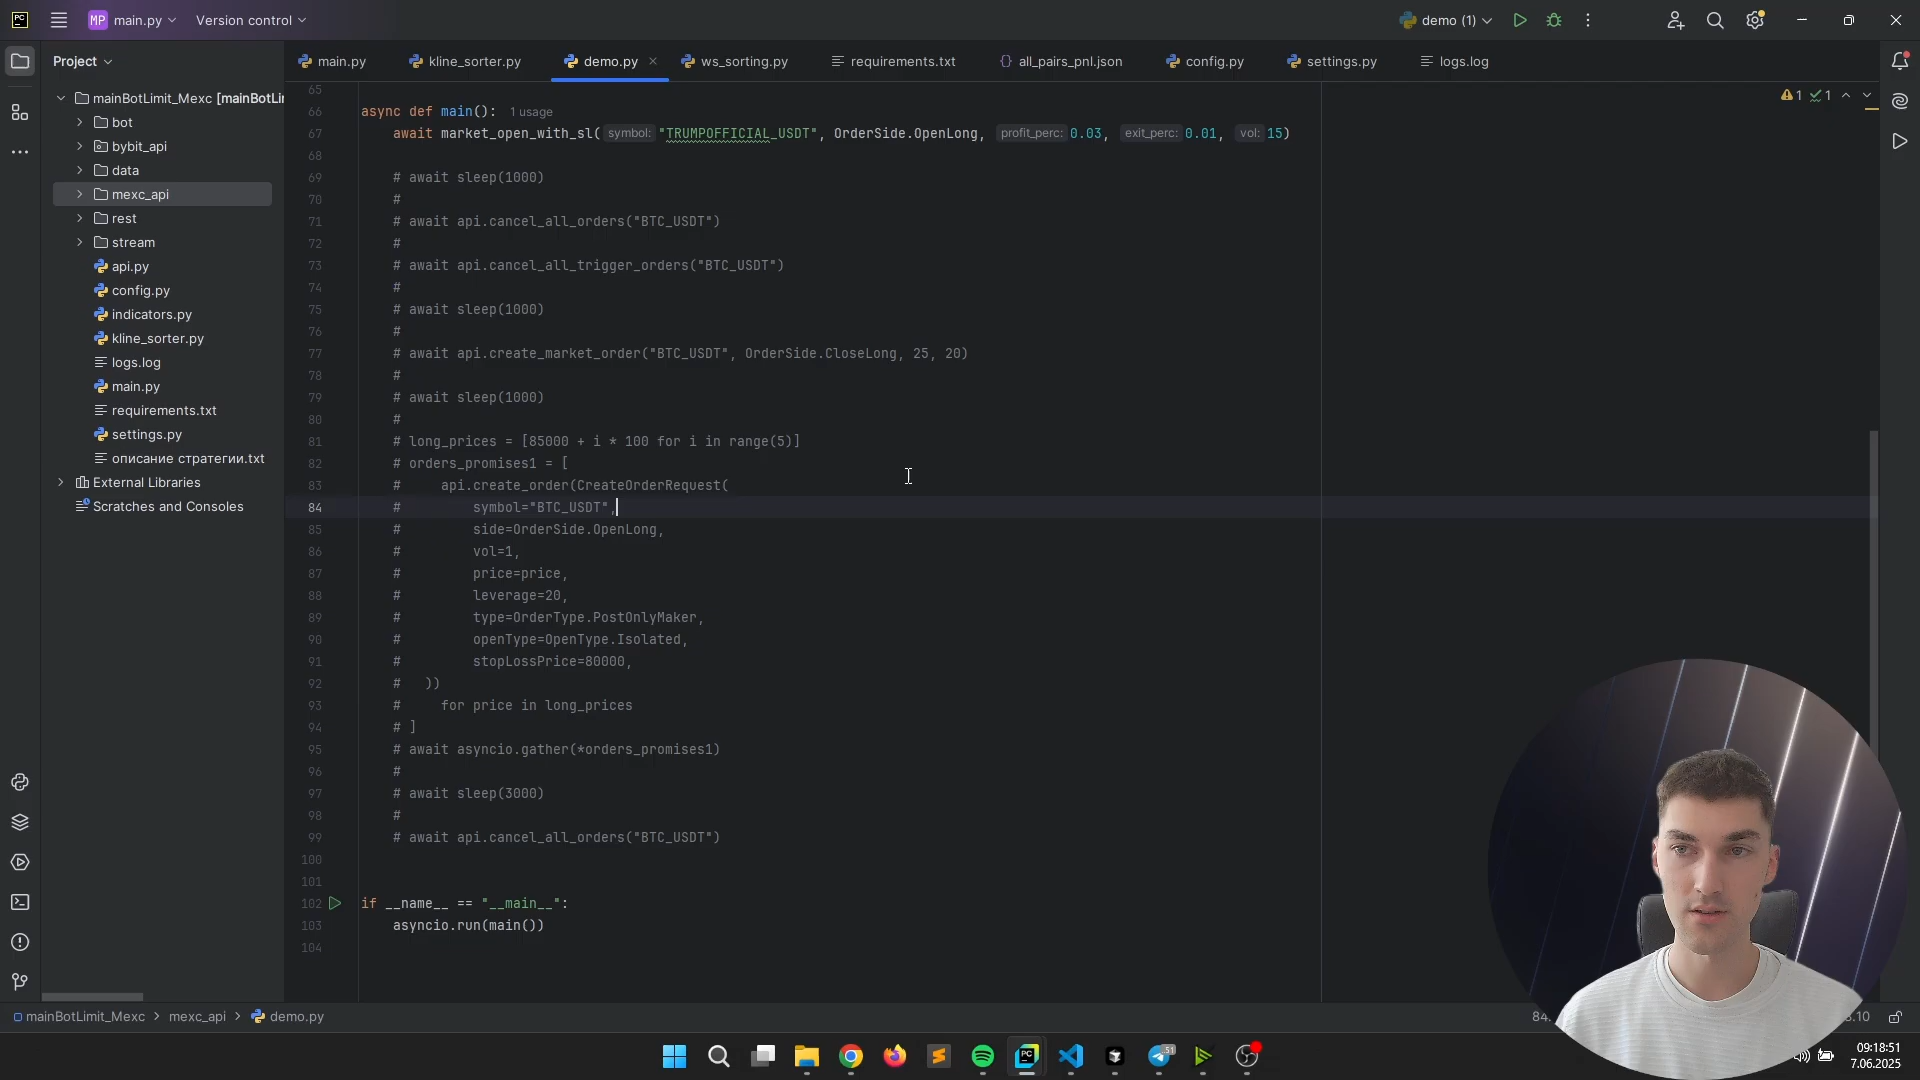 PC
MP main.py
Version control
demo (1)
Project
main.py
kline_sorter.py
demo.py
ws_sorting.py
requirements.txt
all_pairs_pnl.json
config.py
settings.py
logs.log
mainBotLimit_Mexc [mainBotLi
bot
bybit_api
data
mexc_api
rest
stream
api.py
config.py
indicators.py
kline_sorter.py
logs.log
main.py
requirements.txt
settings.py
описание стратегии.txt
External Libraries
Scratches and Consoles
1 1
65
66 async def main(): 1 usage
67 await market_open_with_sl( symbol: "TRUMPOFFICIAL_USDT", OrderSide.OpenLong, profit_perc: 0.03, exit_perc: 0.01, vol: 15)
68
69 # await sleep(1000)
70 #
71 # await api.cancel_all_orders("BTC_USDT")
72 #
73 # await api.cancel_all_trigger_orders("BTC_USDT")
74 #
75 # await sleep(1000)
76 #
77 # await api.create_market_order("BTC_USDT", OrderSide.CloseLong, 25, 20)
78 #
79 # await sleep(1000)
80 #
81 # long_prices = [85000 + i * 100 for i in range(5)]
82 # orders_promises1 = [
83 # api.create_order(CreateOrderRequest(
84 # symbol="BTC_USDT",
85 # side=OrderSide.OpenLong,
86 # vol=1,
87 # price=price,
88 # leverage=20,
89 # type=OrderType.PostOnlyMaker,
90 # openType=OpenType.Isolated,
91 # stopLossPrice=80000,
92 # ))
93 # for price in long_prices
94 # ]
95 # await asyncio.gather(*orders_promises1)
96 #
97 # await sleep(3000)
98 #
99 # await api.cancel_all_orders("BTC_USDT")
100
101
102 if __name__ == "__main__":
103 asyncio.run(main())
104
mainBotLimit_Mexc > mexc_api > demo.py
84:
3.10
PC
51
09:18:51
7.06.2025